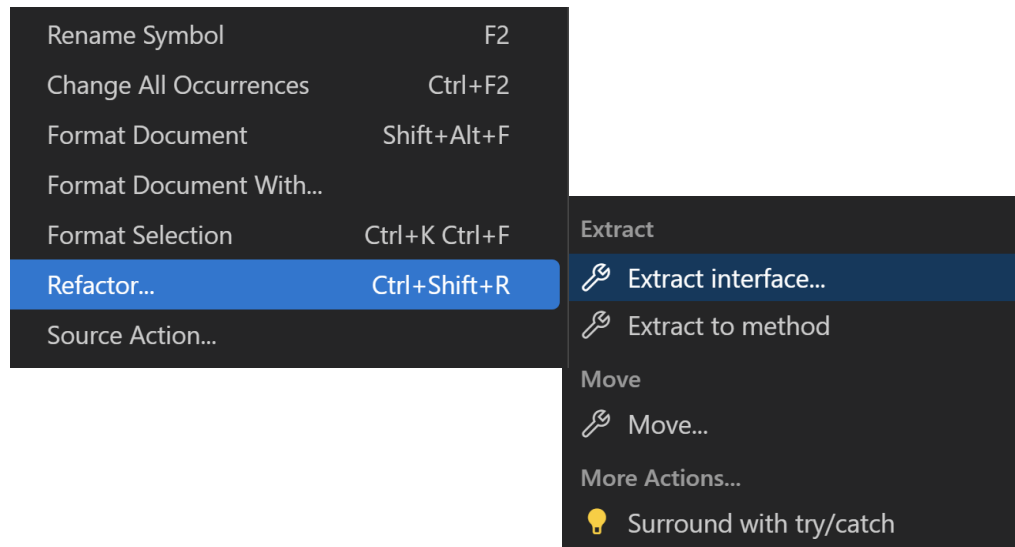 Rename Symbol F2
Change All Occurrences Ctrl+F2
Format Document Shift+Alt+F
Format Document With...
Format Selection Ctrl+K Ctrl+F
Refactor... Ctrl+Shift+R
Source Action...
Extract
Extract interface...
Extract to method
Move
Move...
More Actions...
Surround with try/catch